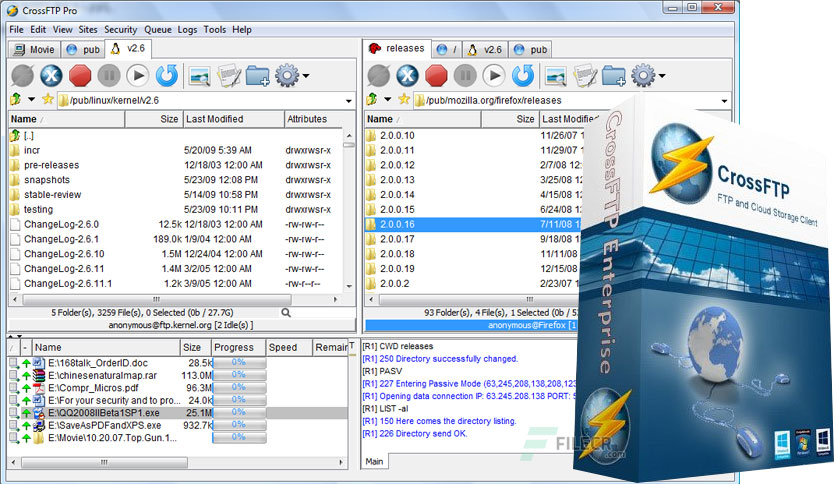 CrossFTP Pro
File Edit View Sites Security Queue Logs Tools Help
Movie pub v2.6
/pub/linux/kernel/v2.6
Name Size Last Modified Attributes
[..]
incr 5/20/09 5:39 AM drwxrwsr-x
pre-releases 12/18/03 12:00 AM drwxrwsr-x
snapshots 5/23/09 12:08 PM drwxrwsr-x
stable-review 5/14/09 10:58 PM drwxrwsr-x
testing 5/23/09 10:11 PM drwxrwsr-x
ChangeLog-2.6.0 12.5k 12/18/03 12:00 AM -rw-rw-r--
ChangeLog-2.6.1 189.0k 1/9/04 12:00 AM -rw-rw-r--
ChangeLog-2.6.10 1.5M 12/24/04 12:00 AM -rw-rw-r--
ChangeLog-2.6.11 1.4M 3/2/05 12:00 AM -rw-rw-r--
ChangeLog-2.6.11.1 1.2k 3/9/05 12:00 AM -rw-r--r--
5 Folder(s), 3259 File(s), 0 Selected (0b / 27.7G)
anonymous@ftp.kernel.org [2 Idle(s) ]
releases / v2.6 pub
/pub/mozilla.org/firefox/releases
Name Size Last Modified
2.0.0.10 11/26/07
2.0.0.11 11/29/07
2.0.0.12 2/7/08 12:
2.0.0.13 3/25/08 12
2.0.0.14 4/15/08
2.0.0.15 6/24/08
2.0.0.16 7/11/08
2.0.0.17 9/18/08
2.0.0.18 11/11/08
2.0.0.19 12/15/08
2.0.0.2 2/23/07
93 Folder(s), 4 File(s), 1 Selected (0b /
anonymous@Firefox [1
- Name Size Progress Speed Remain
E:\168talk_OrderID.doc 28.5k 0%
E:\chinesenaturalmap.rar 113.0M 0%
E:\Compr_Micros.pdf 96.3M 0%
E:\For your security and to pro... 24.0k 0%
E:\QQ2008IIBeta1SP1.exe 25.1M 0%
E:\SaveAsPDFandXPS.exe 932.7k 0%
E:\Movie\10.20.07.Top.Gun.1 0%
[R1] CWD releases
[R1] 250 Directory successfully changed.
[R1] PASV
[R1] 227 Entering Passive Mode (63,245,208,138,208,123
[R1] Opening data connection IP: 63.245.208.138 PORT:
[R1] LIST -al
[R1] 150 Here comes the directory listing.
[R1] 226 Directory send OK.
Main
FILECR
.com
CrossFTP Enterprise
CrossFTP
FTP and Cloud Storage Client